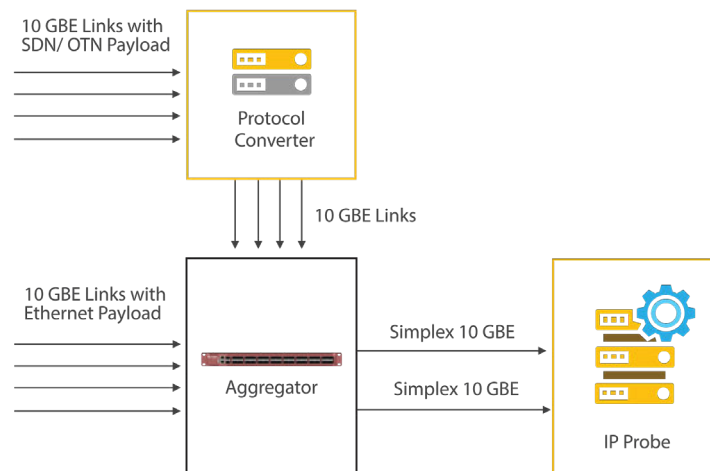 10 GBE Links with
SDN/ OTN Payload
Protocol
Converter
10 GBE Links
10 GBE Links with
Ethernet Payload
Aggregator
Simplex 10 GBE
Simplex 10 GBE
IP Probe